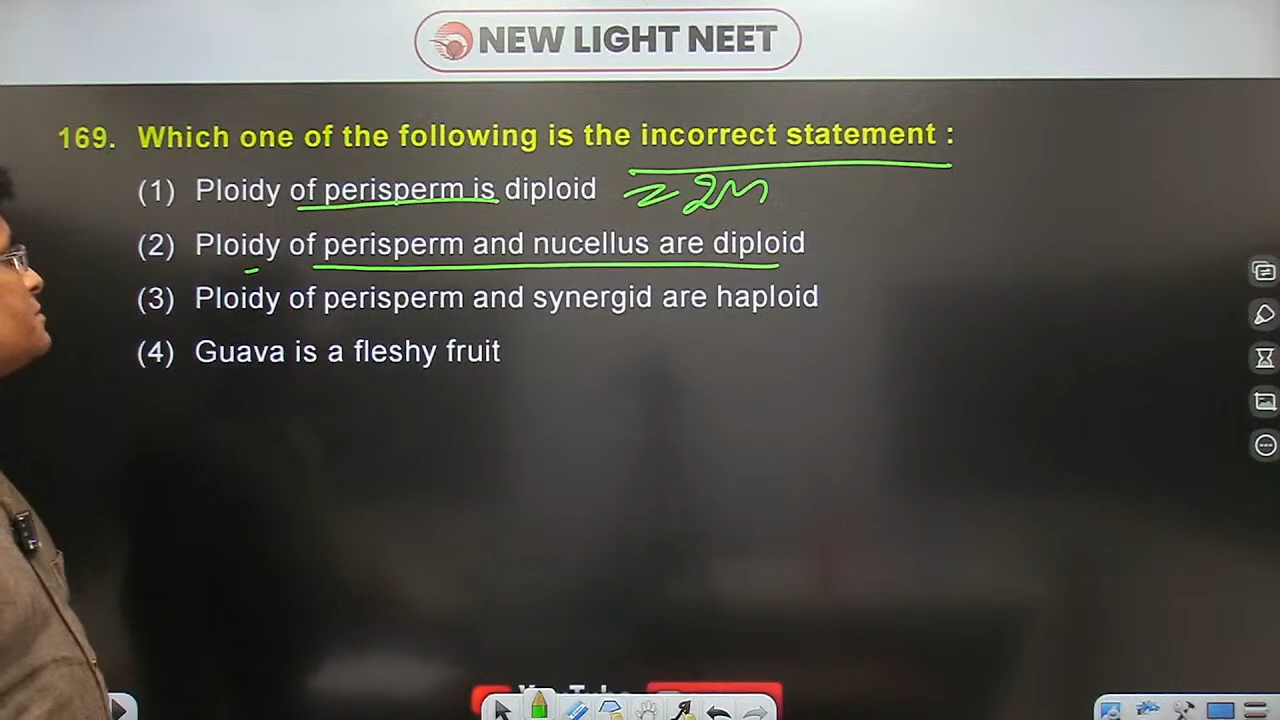 NEW LIGHT NEET
169. Which one of the following is the incorrect statement :
(1) Ploidy of perisperm is diploid = 2n
(2) Ploidy of perisperm and nucellus are diploid
(3) Ploidy of perisperm and synergid are haploid
(4) Guava is a fleshy fruit